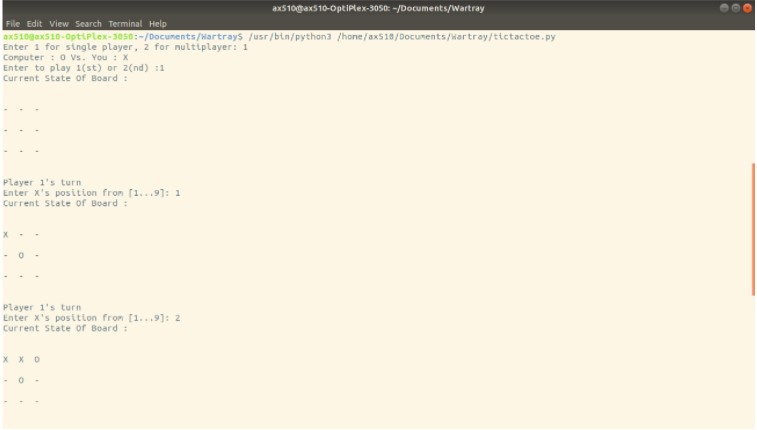 ax510@ax510-OptiPlex-3050: ~/Documents/Wartray
File Edit View Search Terminal Help
ax510@ax510-OptiPlex-3050:~/Documents/Wartray$ /usr/bin/python3 /home/ax510/Documents/Wartray/tictactoe.py
Enter 1 for single player, 2 for multiplayer: 1
Computer : O Vs. You : X
Enter to play 1(st) or 2(nd) :1
Current State Of Board :
- - -
- - -
- - -
Player 1's turn
Enter X's position from [1...9]: 1
Current State Of Board :
X - -
- O -
- - -
Player 1's turn
Enter X's position from [1...9]: 2
Current State Of Board :
X X O
- O -
- - -